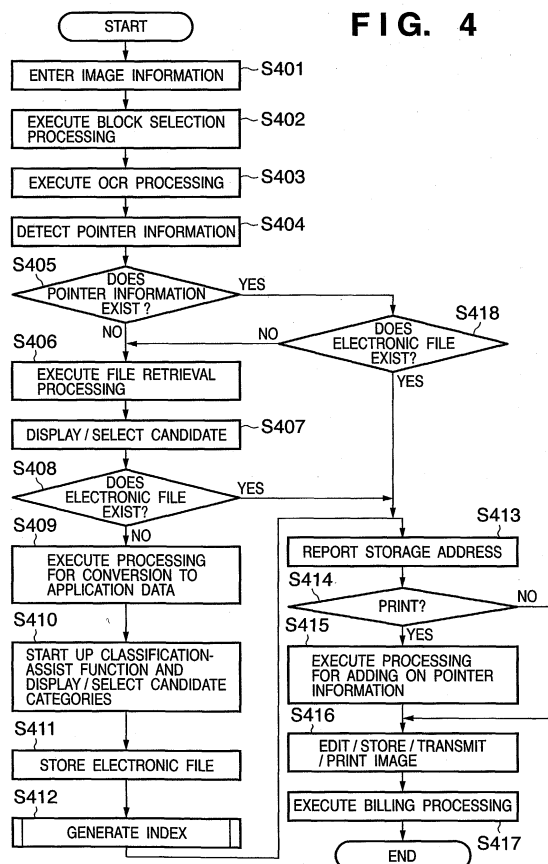 FIG. 4
START
ENTER IMAGE INFORMATION
S401
EXECUTE BLOCK SELECTION
PROCESSING
S402
EXECUTE OCR PROCESSING
S403
DETECT POINTER INFORMATION
S404
S405
DOES
POINTER INFORMATION
EXIST?
YES
NO
S418
DOES
ELECTRONIC FILE
EXIST?
NO
YES
S406
EXECUTE FILE RETRIEVAL
PROCESSING
DISPLAY / SELECT CANDIDATE
S407
S408
DOES
ELECTRONIC FILE
EXIST?
YES
NO
S409
EXECUTE PROCESSING
FOR CONVERSION TO
APPLICATION DATA
S410
START UP CLASSIFICATION-
ASSIST FUNCTION AND
DISPLAY / SELECT CANDIDATE
CATEGORIES
S411
STORE ELECTRONIC FILE
S412
GENERATE INDEX
S413
REPORT STORAGE ADDRESS
S414
PRINT?
NO
YES
S415
EXECUTE PROCESSING
FOR ADDING ON POINTER
INFORMATION
S416
EDIT / STORE / TRANSMIT
/ PRINT IMAGE
EXECUTE BILLING PROCESSING
S417
END